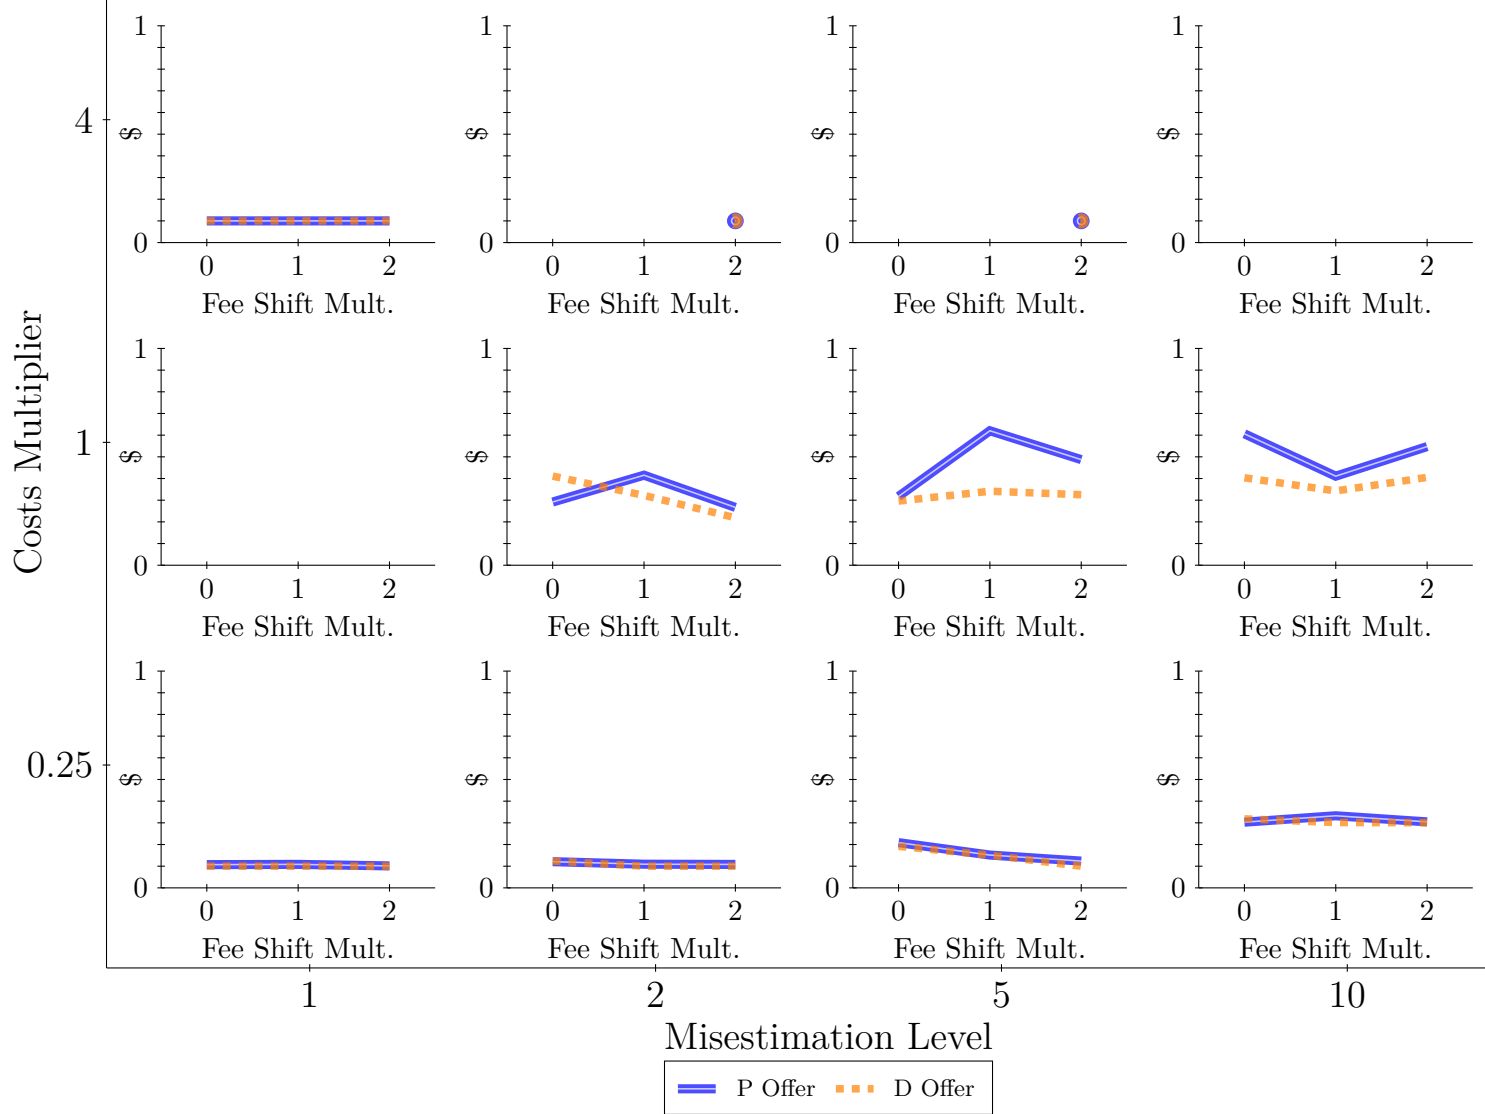 1 1 1 1
4 $ $ $ $
0 0 0 0
0 1 2 0 1 2 0 1 2 0 1 2
Fee Shift Mult. Fee Shift Mult. Fee Shift Mult. Fee Shift Mult.
Costs Multiplier
1 1 1 1
1 $ $ $ $
0 0 0 0
0 1 2 0 1 2 0 1 2 0 1 2
Fee Shift Mult. Fee Shift Mult. Fee Shift Mult. Fee Shift Mult.
1 1 1 1
0.25 $ $ $ $
0 0 0 0
0 1 2 0 1 2 0 1 2 0 1 2
Fee Shift Mult. Fee Shift Mult. Fee Shift Mult. Fee Shift Mult.
1 2 5 10
Misestimation Level
P Offer D Offer